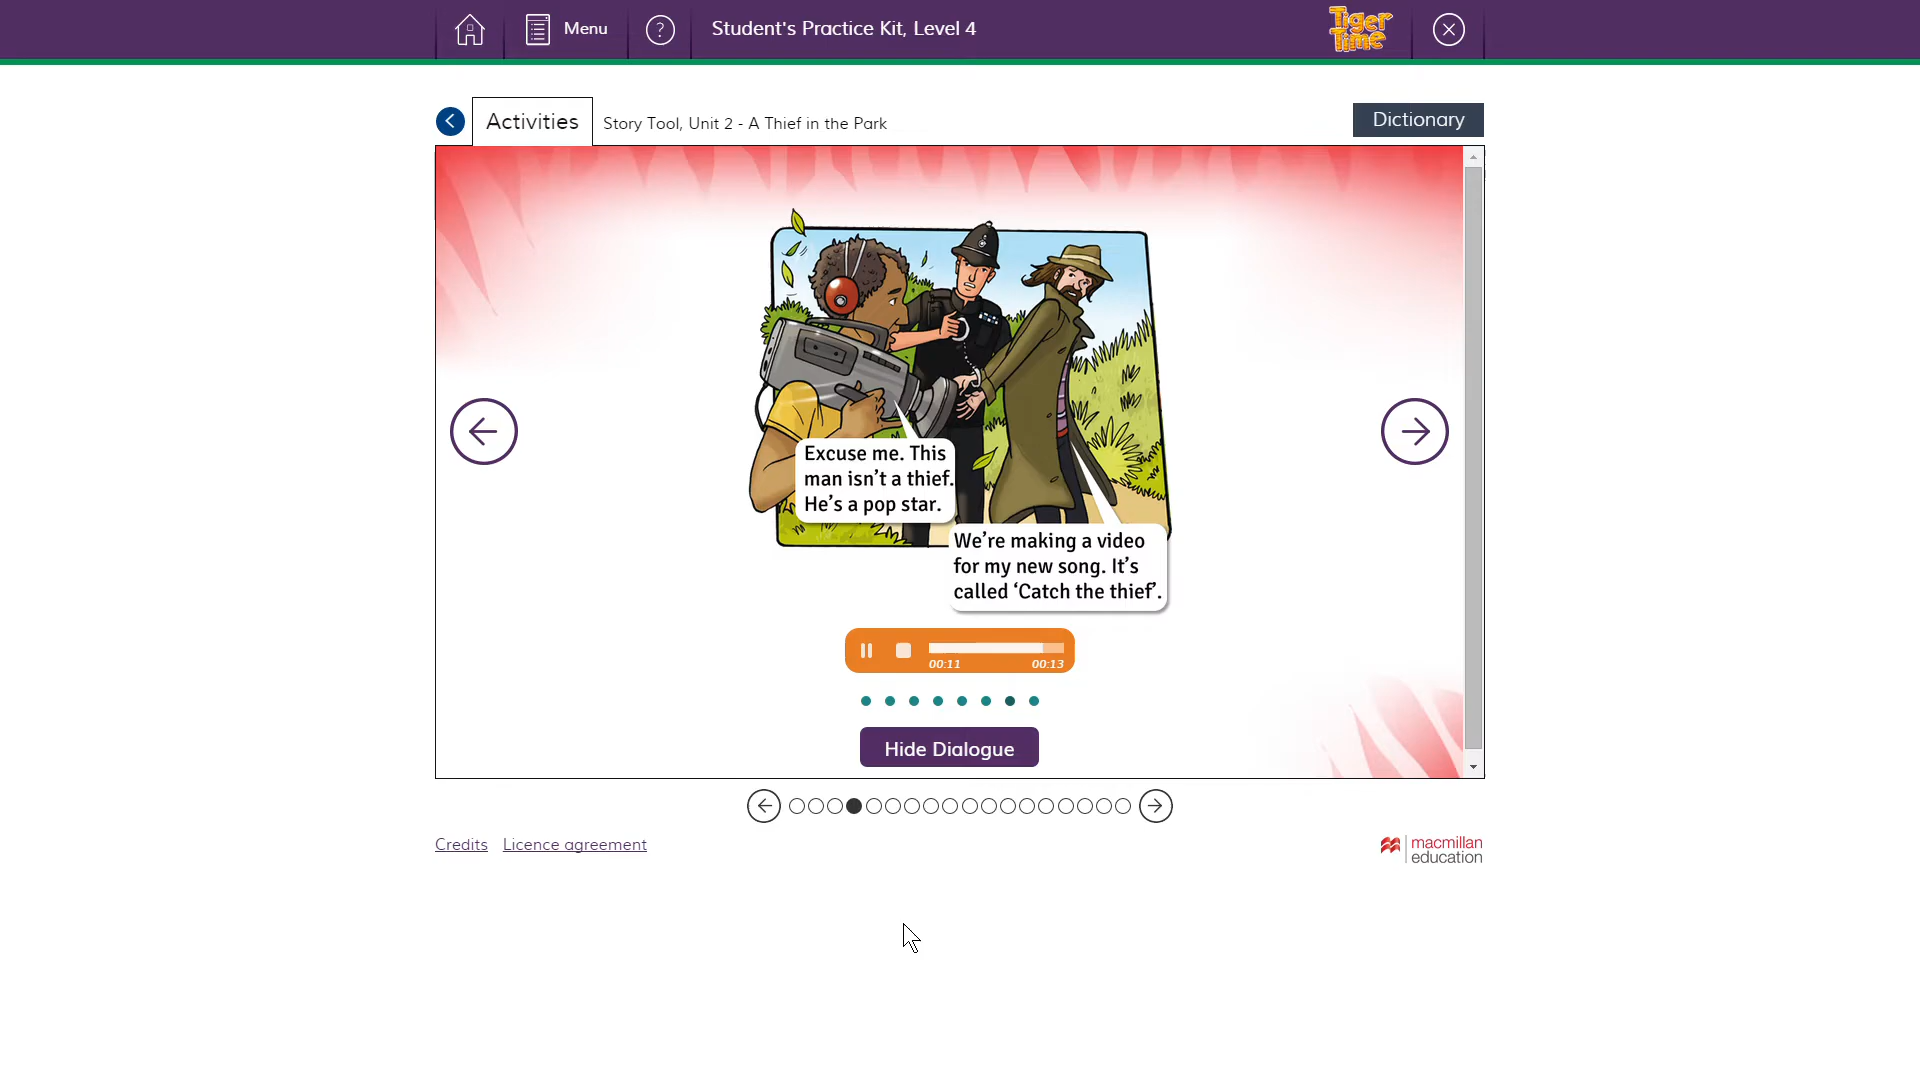 Menu
?
Student's Practice Kit, Level 4
Tiger
Time
Activities
Story Tool, Unit 2 - A Thief in the Park
Dictionary
Excuse me. This
man isn't a thief.
He's a pop star.
We're making a video
for my new song. It's
called ‘Catch the thief’.
00:11
00:13
Hide Dialogue
Credits
Licence agreement
macmillan
education